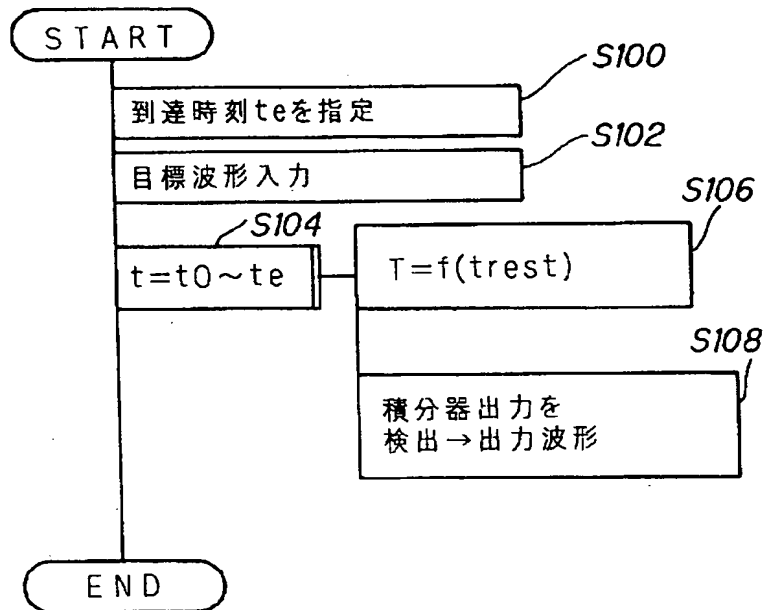 START
S100
到達時刻teを指定
S102
目標波形入力
S104
t=t0~te
S106
T=f(trest)
S108
積分器出力を
検出→出力波形
END